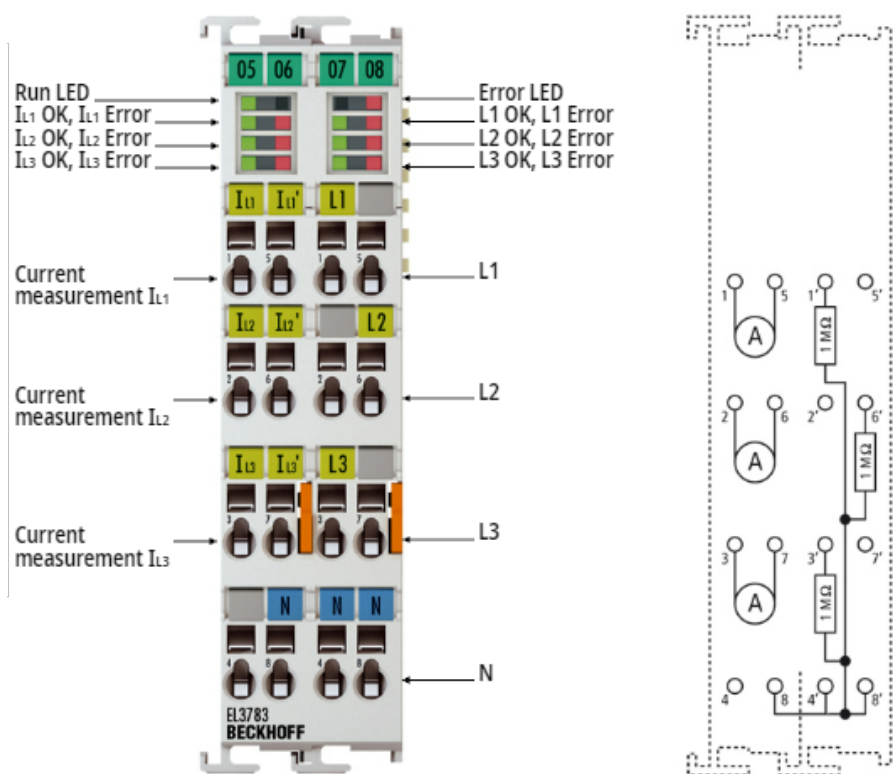 05 06 07 08
Run LED
Error LED
IL1 OK, IL1 Error
L1 OK, L1 Error
IL2 OK, IL2 Error
L2 OK, L2 Error
IL3 OK, IL3 Error
L3 OK, L3 Error
IL1 IL1' L1
1 5 1 5
Current
measurement IL1
L1
IL2 IL2' L2
2 6 2 6
Current
measurement IL2
L2
IL3 IL3' L3
3 7 3 7
Current
measurement IL3
L3
N N N
4 8 4 8
N
EL3783
BECKHOFF
1 5 1' 5'
A
1 MΩ
2 6 2' 6'
A
1 MΩ
3 7 3' 7'
A
1 MΩ
4 8 4' 8'